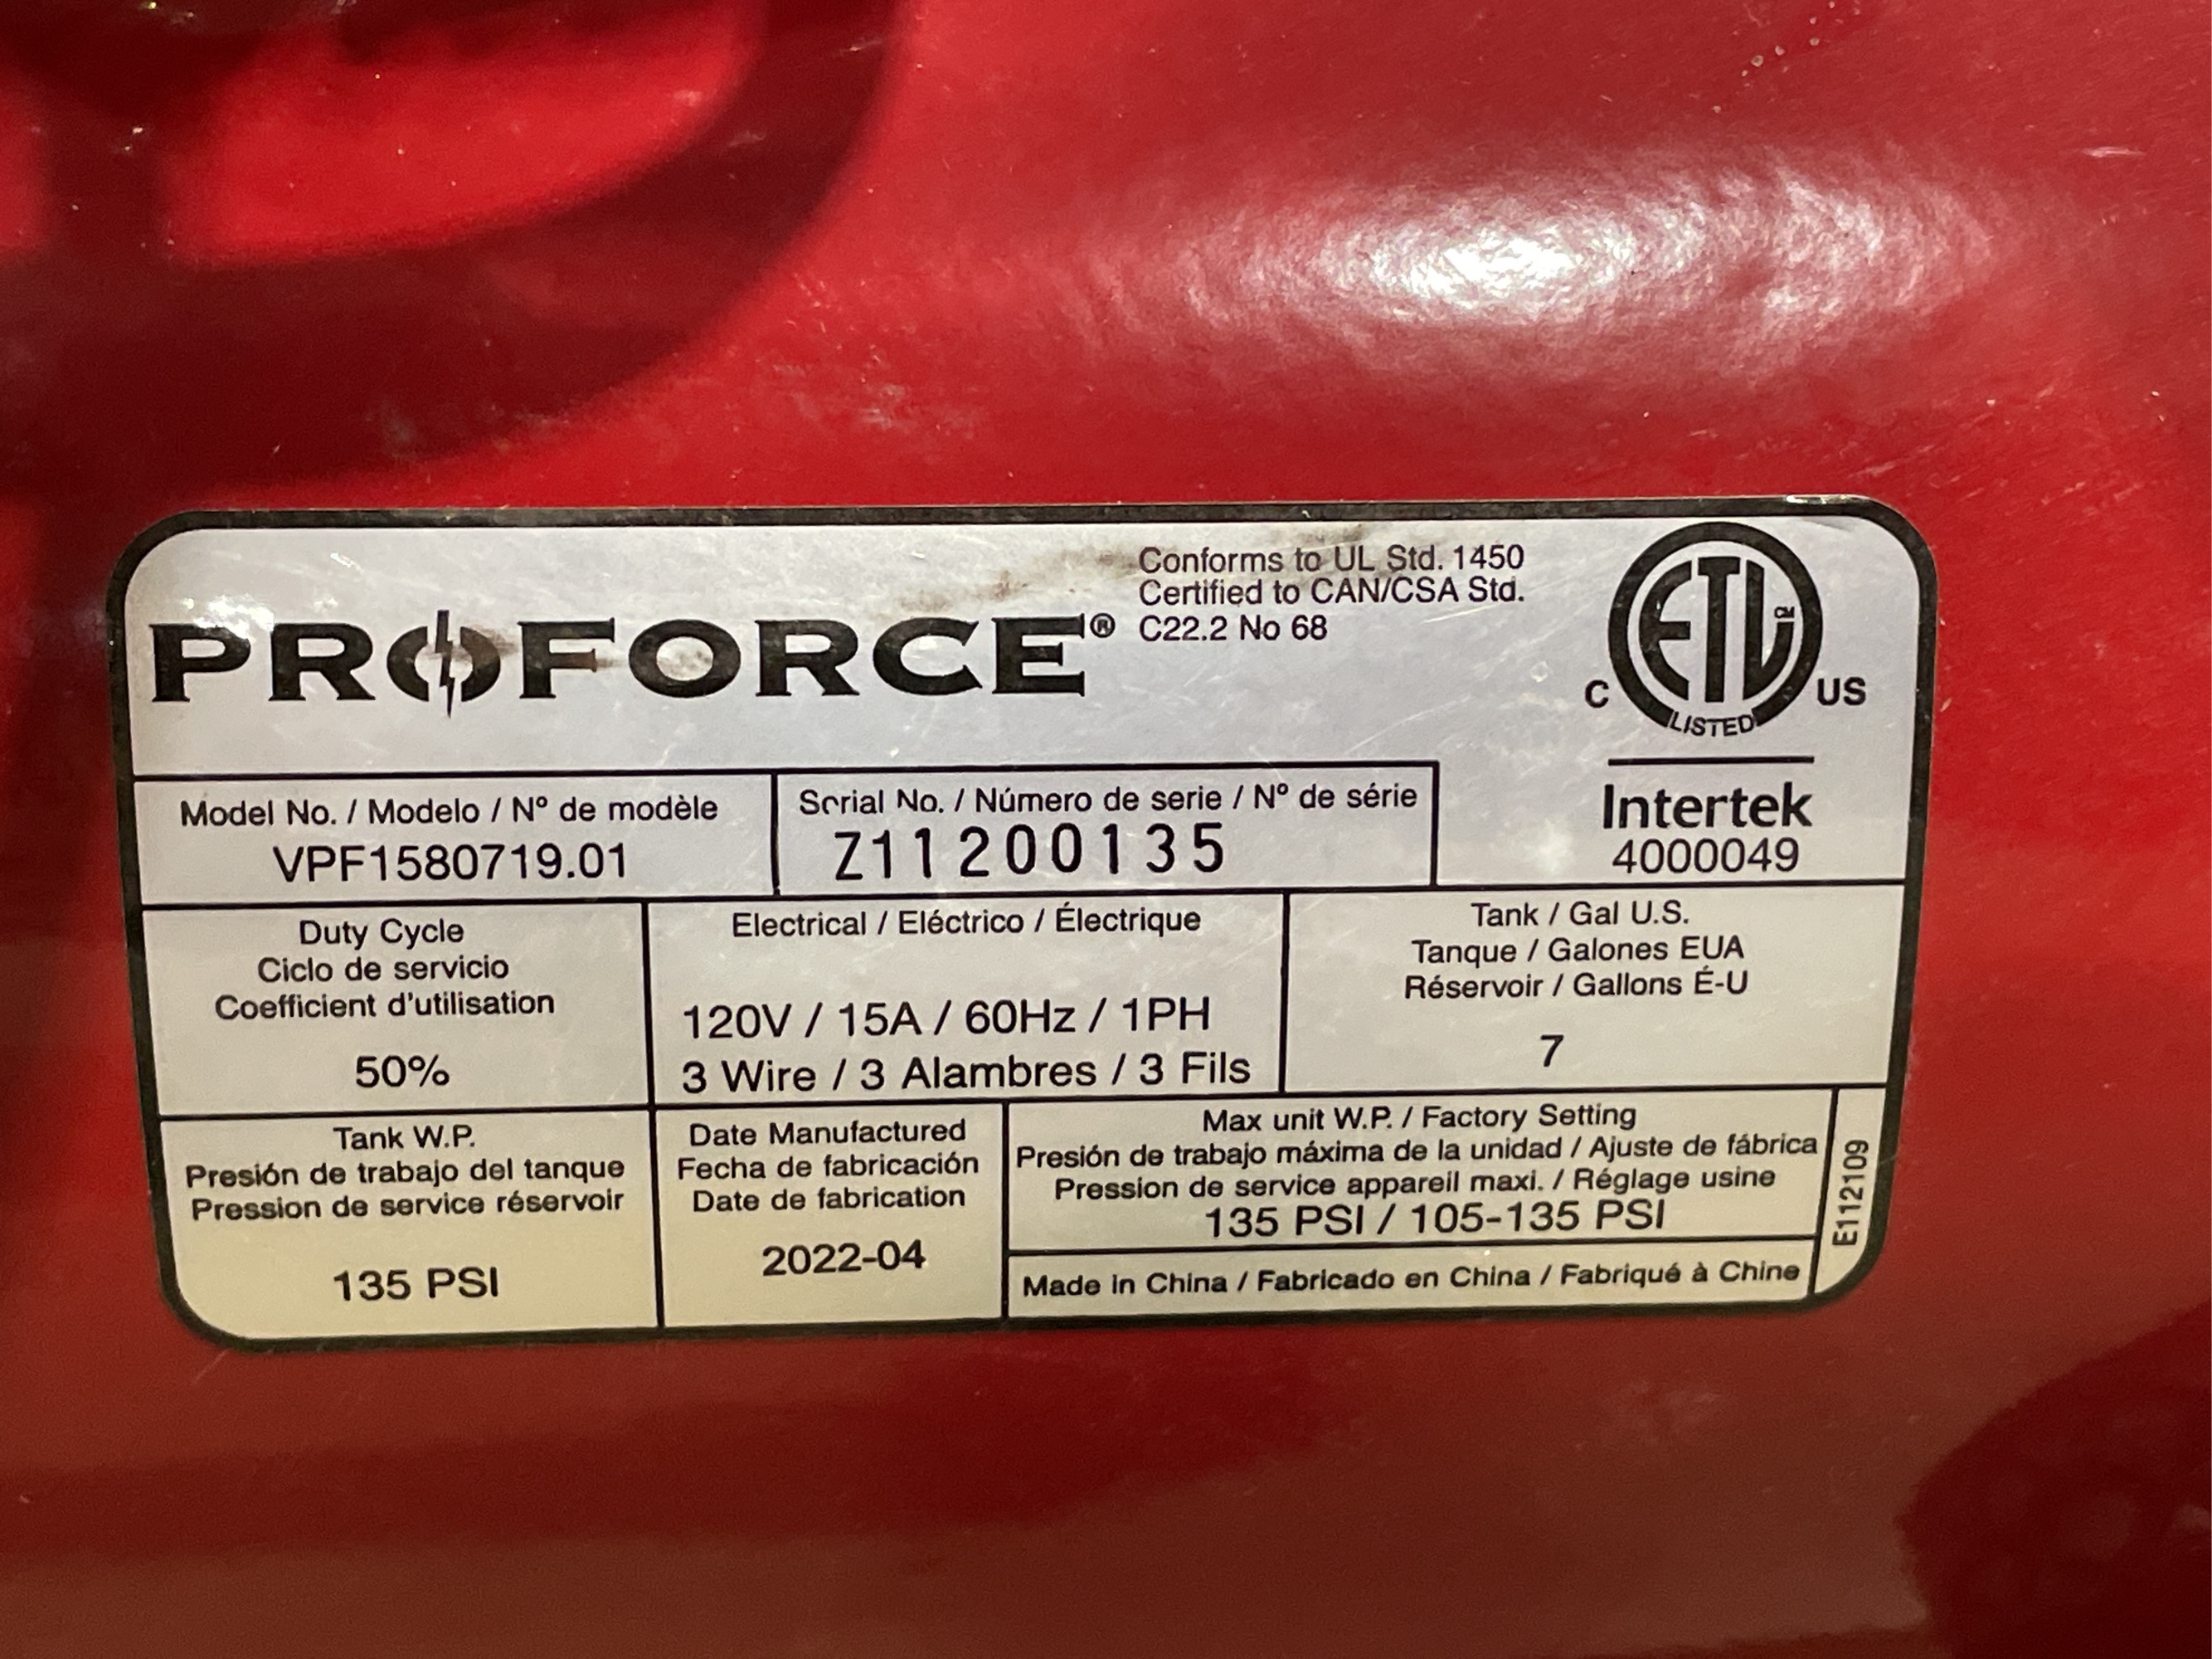 PROFORCE®
Conforms to UL Std. 1450
Certified to CAN/CSA Std.
C22.2 No 68
ETL CM
C LISTED US
Intertek
4000049
Model No. / Modelo / Nº de modèle
VPF1580719.01
Serial No. / Número de serie / Nº de série
Z11200135
Duty Cycle
Ciclo de servicio
Coefficient d'utilisation
50%
Electrical / Eléctrico / Électrique
120V / 15A / 60Hz / 1PH
3 Wire / 3 Alambres / 3 Fils
Tank / Gal U.S.
Tanque / Galones EUA
Réservoir / Gallons É-U
7
Tank W.P.
Presión de trabajo del tanque
Pression de service réservoir
135 PSI
Date Manufactured
Fecha de fabricación
Date de fabrication
2022-04
Max unit W.P. / Factory Setting
Presión de trabajo máxima de la unidad / Ajuste de fábrica
Pression de service appareil maxi. / Réglage usine
135 PSI / 105-135 PSI
Made in China / Fabricado en China / Fabriqué à Chine
E112109